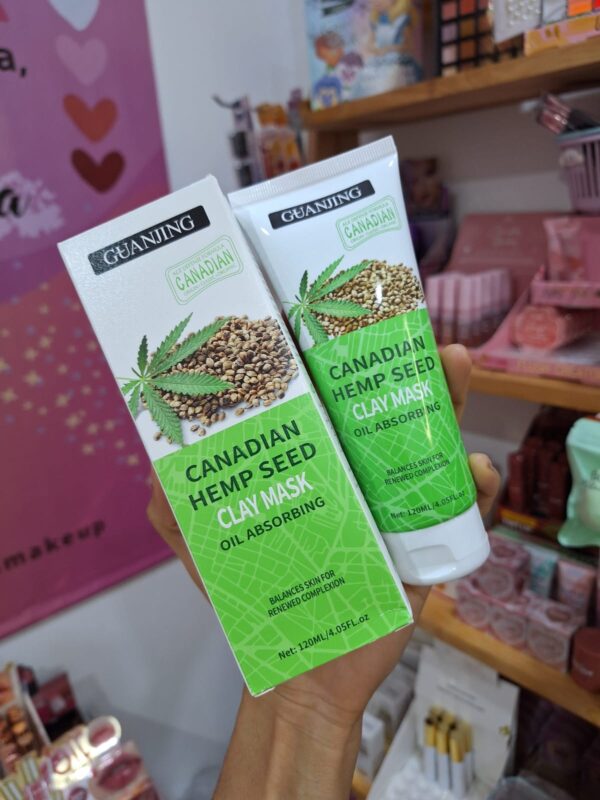 a,
a
makeup
GUANJING
CANADIAN
CANADIAN
HEMP SEED
CLAY MASK
OIL ABSORBING
BALANCES SKIN FOR
RENEWED COMPLEXION
Net: 120ML/4.05FL.oz
GUANJING
CANADIAN
CANADIAN
HEMP SEED
CLAY MASK
OIL ABSORBING
BALANCES SKIN FOR
RENEWED COMPLEXION
Net: 120ML/4.05FL.oz